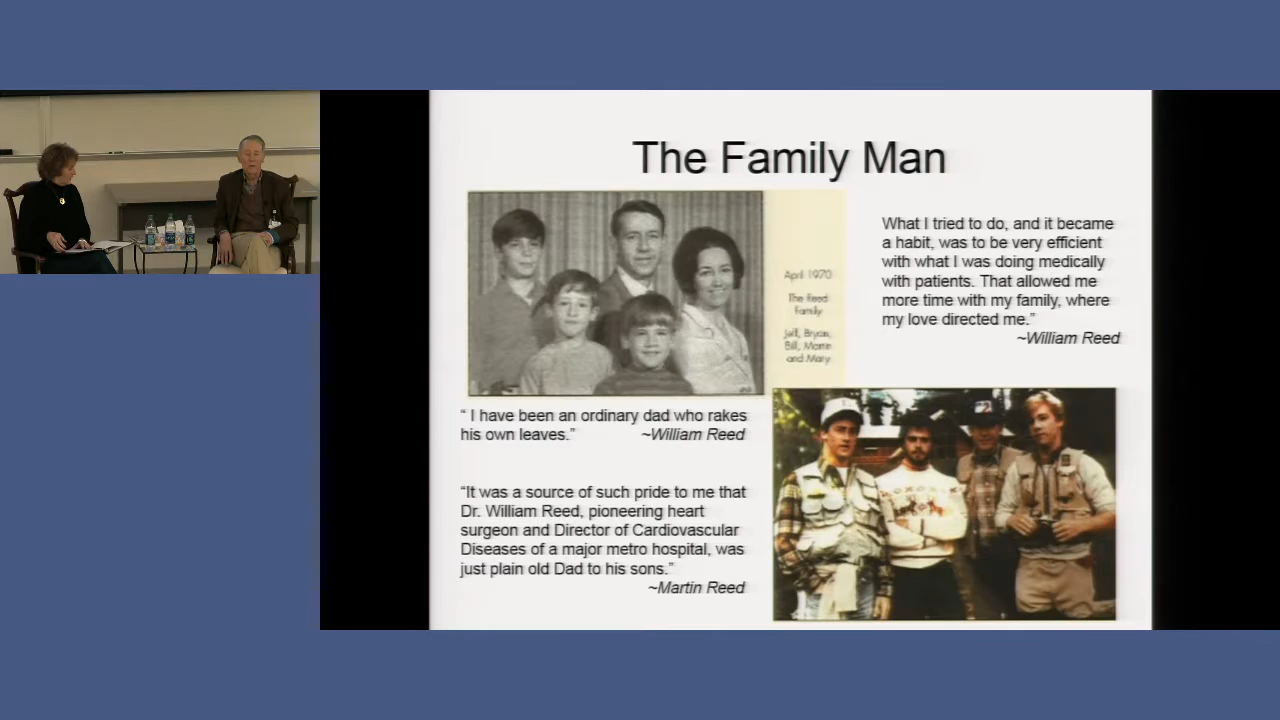 The Family Man
April 1970
The Reed
Family
Jeff, Bryan,
Bill, Martin
and Mary
What I tried to do, and it became
a habit, was to be very efficient
with what I was doing medically
with patients. That allowed me
more time with my family, where
my love directed me.”
~William Reed
“ I have been an ordinary dad who rakes
his own leaves.” ~William Reed
“It was a source of such pride to me that
Dr. William Reed, pioneering heart
surgeon and Director of Cardiovascular
Diseases of a major metro hospital, was
just plain old Dad to his sons.”
~Martin Reed